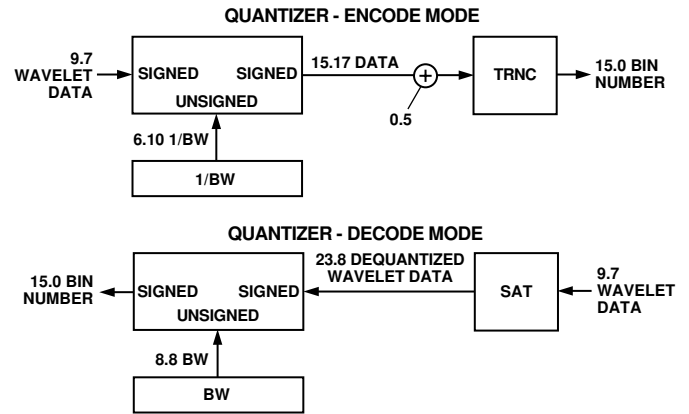 QUANTIZER - ENCODE MODE
9.7
WAVELET
DATA
SIGNED
SIGNED
UNSIGNED
15.17 DATA
0.5
TRNC
15.0 BIN
NUMBER
6.10 1/BW
1/BW
QUANTIZER - DECODE MODE
15.0 BIN
NUMBER
SIGNED
SIGNED
UNSIGNED
23.8 DEQUANTIZED
WAVELET DATA
SAT
9.7
WAVELET
DATA
8.8 BW
BW